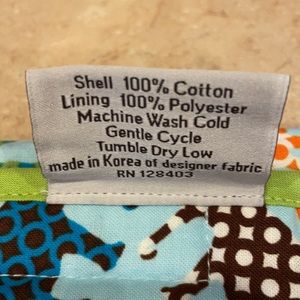 Shell 100% Cotton
Lining 100% Polyester
Machine Wash Cold
Gentle Cycle
Tumble Dry Low
made in Korea of designer fabric
RN 128403